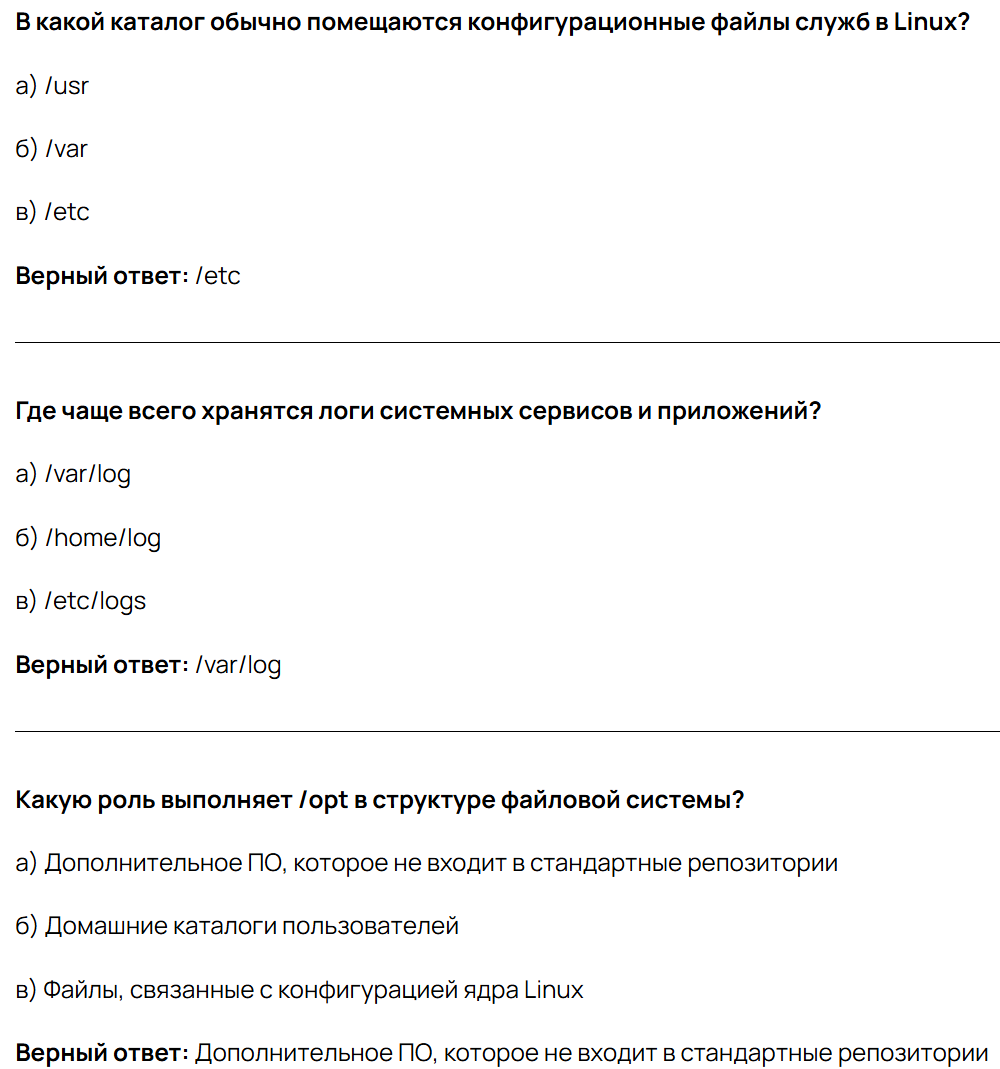 В какой каталог обычно помещаются конфигурационные файлы служб в Linux?
а) /usr
б) /var
в) /etc
Верный ответ: /etc
Где чаще всего хранятся логи системных сервисов и приложений?
а) /var/log
б) /home/log
в) /etc/logs
Верный ответ: /var/log
Какую роль выполняет /opt в структуре файловой системы?
а) Дополнительное ПО, которое не входит в стандартные репозитории
б) Домашние каталоги пользователей
в) Файлы, связанные с конфигурацией ядра Linux
Верный ответ: Дополнительное ПО, которое не входит в стандартные репозитории